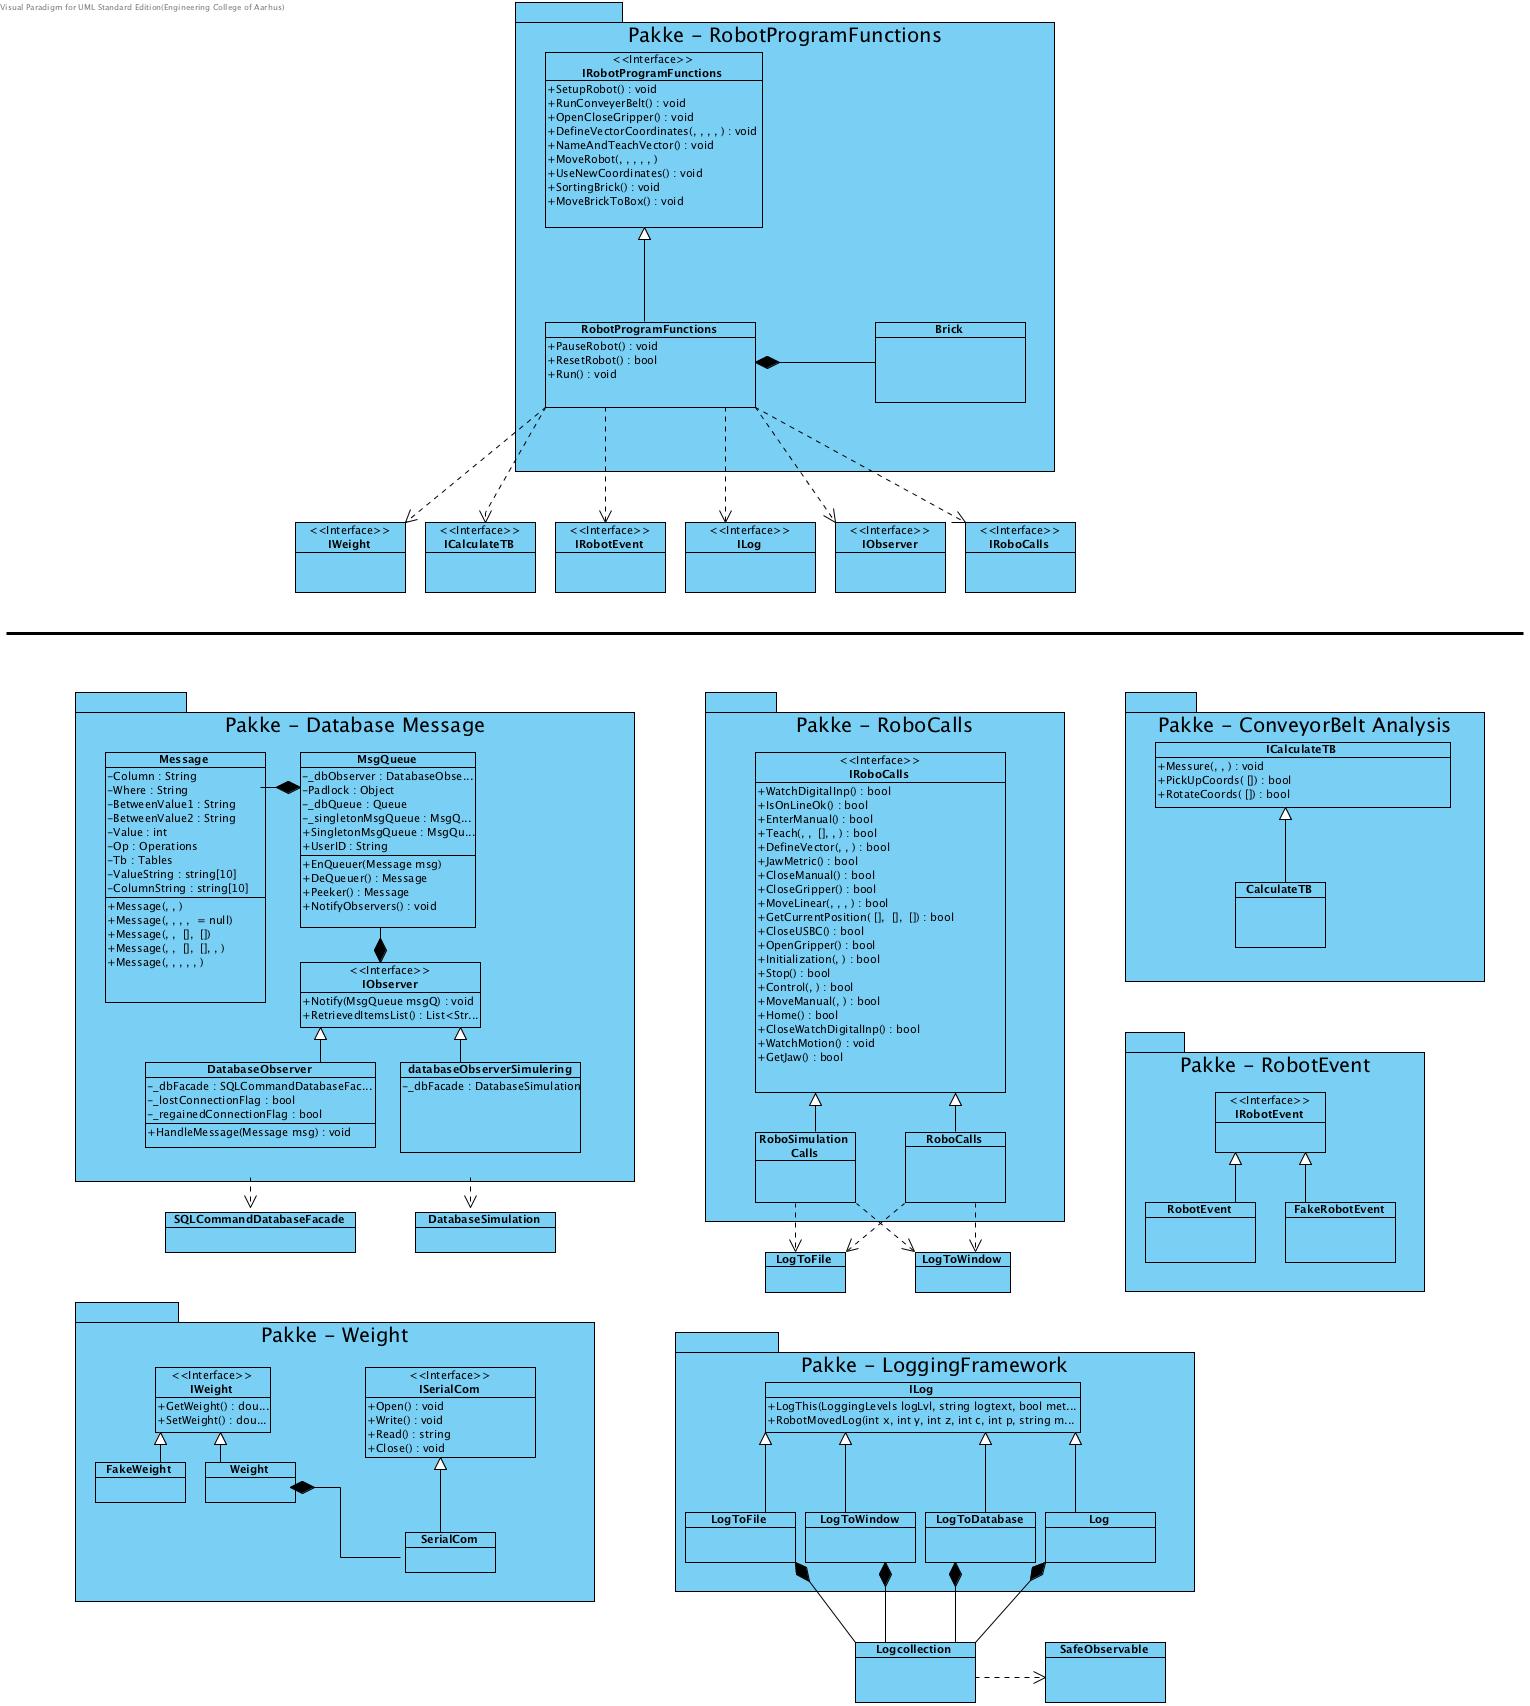 Visual Paradigm for UML Standard Edition(Engineering College of Aarhus)
Pakke - RobotProgramFunctions
<<Interface>>
IRobotProgramFunctions
+SetupRobot() : void
+RunConveyerBelt() : void
+OpenCloseGripper() : void
+DefineVectorCoordinates(, , , , ) : void
+NameAndTeachVector() : void
+MoveRobot(, , , , , )
+UseNewCoordinates() : void
+SortingBrick() : void
+MoveBrickToBox() : void
RobotProgramFunctions
+PauseRobot() : void
+ResetRobot() : bool
+Run() : void
Brick
<<Interface>>
IWeight
<<Interface>>
ICalculateTB
<<Interface>>
IRobotEvent
<<Interface>>
ILog
<<Interface>>
IObserver
<<Interface>>
IRoboCalls
Pakke - Database Message
Message
-Column : String
-Where : String
-BetweenValue1 : String
-BetweenValue2 : String
-Value : int
-Op : Operations
-Tb : Tables
-ValueString : string[10]
-ColumnString : string[10]
+Message(, , )
+Message(, , , ,  = null)
+Message(, ,  [],  [])
+Message(, ,  [],  [], , )
+Message(, , , , , )
MsgQueue
-_dbObserver : DatabaseObse...
-Padlock : Object
-_dbQueue : Queue
-_singletonMsgQueue : MsgQ...
+SingletonMsgQueue : MsgQu...
+UserID : String
+EnQueuer(Message msg)
+DeQueuer() : Message
+Peeker() : Message
+NotifyObservers() : void
<<Interface>>
IObserver
+Notify(MsgQueue msgQ) : void
+RetrievedItemsList() : List<Str...
DatabaseObserver
-_dbFacade : SQLCommandDatabaseFac...
-_lostConnectionFlag : bool
-_regainedConnectionFlag : bool
+HandleMessage(Message msg) : void
databaseObserverSimulering
-_dbFacade : DatabaseSimulation
SQLCommandDatabaseFacade
DatabaseSimulation
Pakke - RoboCalls
<<Interface>>
IRoboCalls
+WatchDigitalInp() : bool
+IsOnLineOk() : bool
+EnterManual() : bool
+Teach(, ,  [], , ) : bool
+DefineVector(, , ) : bool
+JawMetric() : bool
+CloseManual() : bool
+CloseGripper() : bool
+MoveLinear(, , , ) : bool
+GetCurrentPosition( [],  [],  []) : bool
+CloseUSBC() : bool
+OpenGripper() : bool
+Initialization(, ) : bool
+Stop() : bool
+Control(, ) : bool
+MoveManual(, ) : bool
+Home() : bool
+CloseWatchDigitalInp() : bool
+WatchMotion() : void
+GetJaw() : bool
RoboSimulation
Calls
RoboCalls
LogToFile
LogToWindow
Pakke - ConveyorBelt Analysis
ICalculateTB
+Messure(, , ) : void
+PickUpCoords( []) : bool
+RotateCoords( []) : bool
CalculateTB
Pakke - RobotEvent
<<Interface>>
IRobotEvent
RobotEvent
FakeRobotEvent
Pakke - Weight
<<Interface>>
IWeight
+GetWeight() : dou...
+SetWeight() : dou...
<<Interface>>
ISerialCom
+Open() : void
+Write() : void
+Read() : string
+Close() : void
FakeWeight
Weight
SerialCom
Pakke - LoggingFramework
ILog
+LogThis(LoggingLevels logLvl, string logtext, bool met...
+RobotMovedLog(int x, int y, int z, int c, int p, string m...
LogToFile
LogToWindow
LogToDatabase
Log
Logcollection
SafeObservable